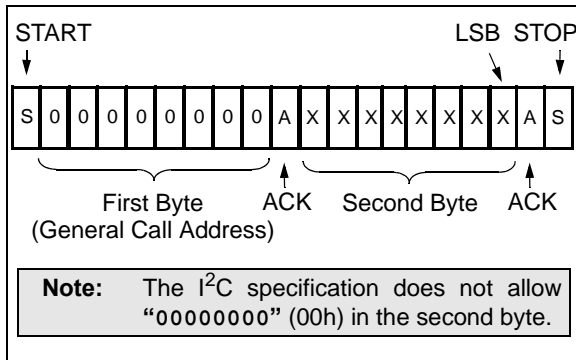 START LSB STOP
S 0 0 0 0 0 0 0 0 A X X X X X X X X A S
First Byte ACK Second Byte ACK
(General Call Address)
Note: The I²C specification does not allow
“00000000” (00h) in the second byte.